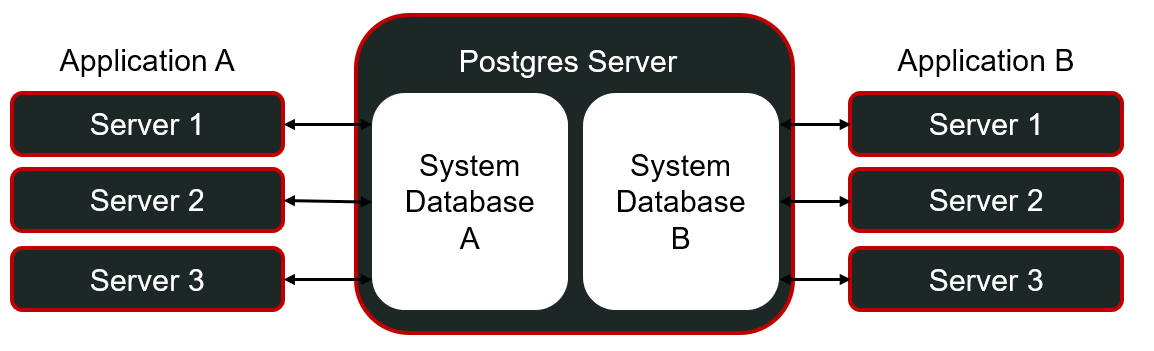 Application A
Server 1
Server 2
Server 3
Postgres Server
System
Database
A
System
Database
B
Application B
Server 1
Server 2
Server 3